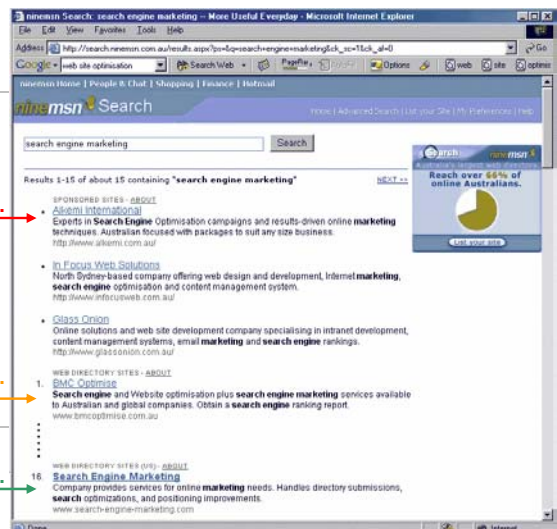 ninemsn Search: search engine marketing -- More Useful Everyday - Microsoft Internet Explorer
File Edit View Favorites Tools Help
Address http://search.ninemsn.com.au/results.aspx?ps=&q=search+engine+marketing&ck_sc=1&ck_af=0 Go
Google web site optimisation Search Web PageRank Options web site optimis
ninemsn Home | People & Chat | Shopping | Finance | Hotmail
ninemsn Search
Home | Advanced Search | List your Site | My Preferences | Help
search engine marketing Search
Search ninemsn
Australia's largest web directory
Reach over 66% of
online Australians.
List your site
Results 1-15 of about 15 containing "search engine marketing" NEXT >>
SPONSORED SITES - ABOUT
• Alkemi International
Experts in Search Engine Optimisation campaigns and results-driven online marketing
techniques. Australian focused with packages to suit any size business.
http://www.alkemi.com.au/
• In Focus Web Solutions
North Sydney-based company offering web design and development, Internet marketing,
search engine optimisation and content management system.
http://www.infocusweb.com.au/
• Glass Onion
Online solutions and web site development company specialising in intranet development,
content management systems, email marketing and search engine rankings.
http://www.glassonion.com.au/
WEB DIRECTORY SITES - ABOUT
1. BMC Optimise
Search engine and Website optimisation plus search engine marketing services available
to Australian and global companies. Obtain a search engine ranking report.
www.bmcoptimise.com.au
WEB DIRECTORY SITES (US) - ABOUT
16. Search Engine Marketing
Company provides services for online marketing needs. Handles directory submissions,
search optimizations, and positioning improvements.
www.search-engine-marketing.com
Done Internet